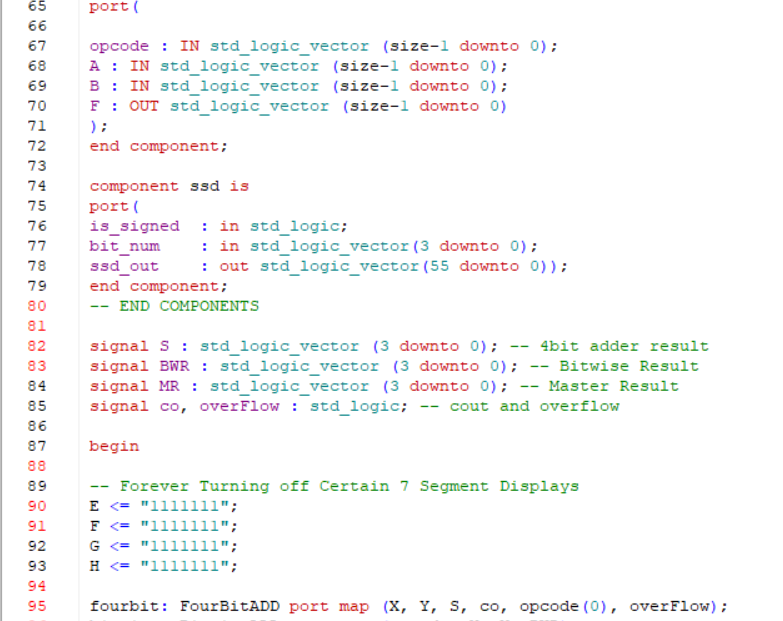 65 port(
66
67 opcode : IN std_logic_vector (size-1 downto 0);
68 A : IN std_logic_vector (size-1 downto 0);
69 B : IN std_logic_vector (size-1 downto 0);
70 F : OUT std_logic_vector (size-1 downto 0)
71 );
72 end component;
73
74 component ssd is
75 port(
76 is_signed  : in std_logic;
77 bit_num    : in std_logic_vector(3 downto 0);
78 ssd_out    : out std_logic_vector(55 downto 0));
79 end component;
80 -- END COMPONENTS
81
82 signal S : std_logic_vector (3 downto 0); -- 4bit adder result
83 signal BWR : std_logic_vector (3 downto 0); -- Bitwise Result
84 signal MR : std_logic_vector (3 downto 0); -- Master Result
85 signal co, overFlow : std_logic; -- cout and overflow
86
87 begin
88
89 -- Forever Turning off Certain 7 Segment Displays
90 E <= "1111111";
91 F <= "1111111";
92 G <= "1111111";
93 H <= "1111111";
94
95 fourbit: FourBitADD port map (X, Y, S, co, opcode(0), overFlow);